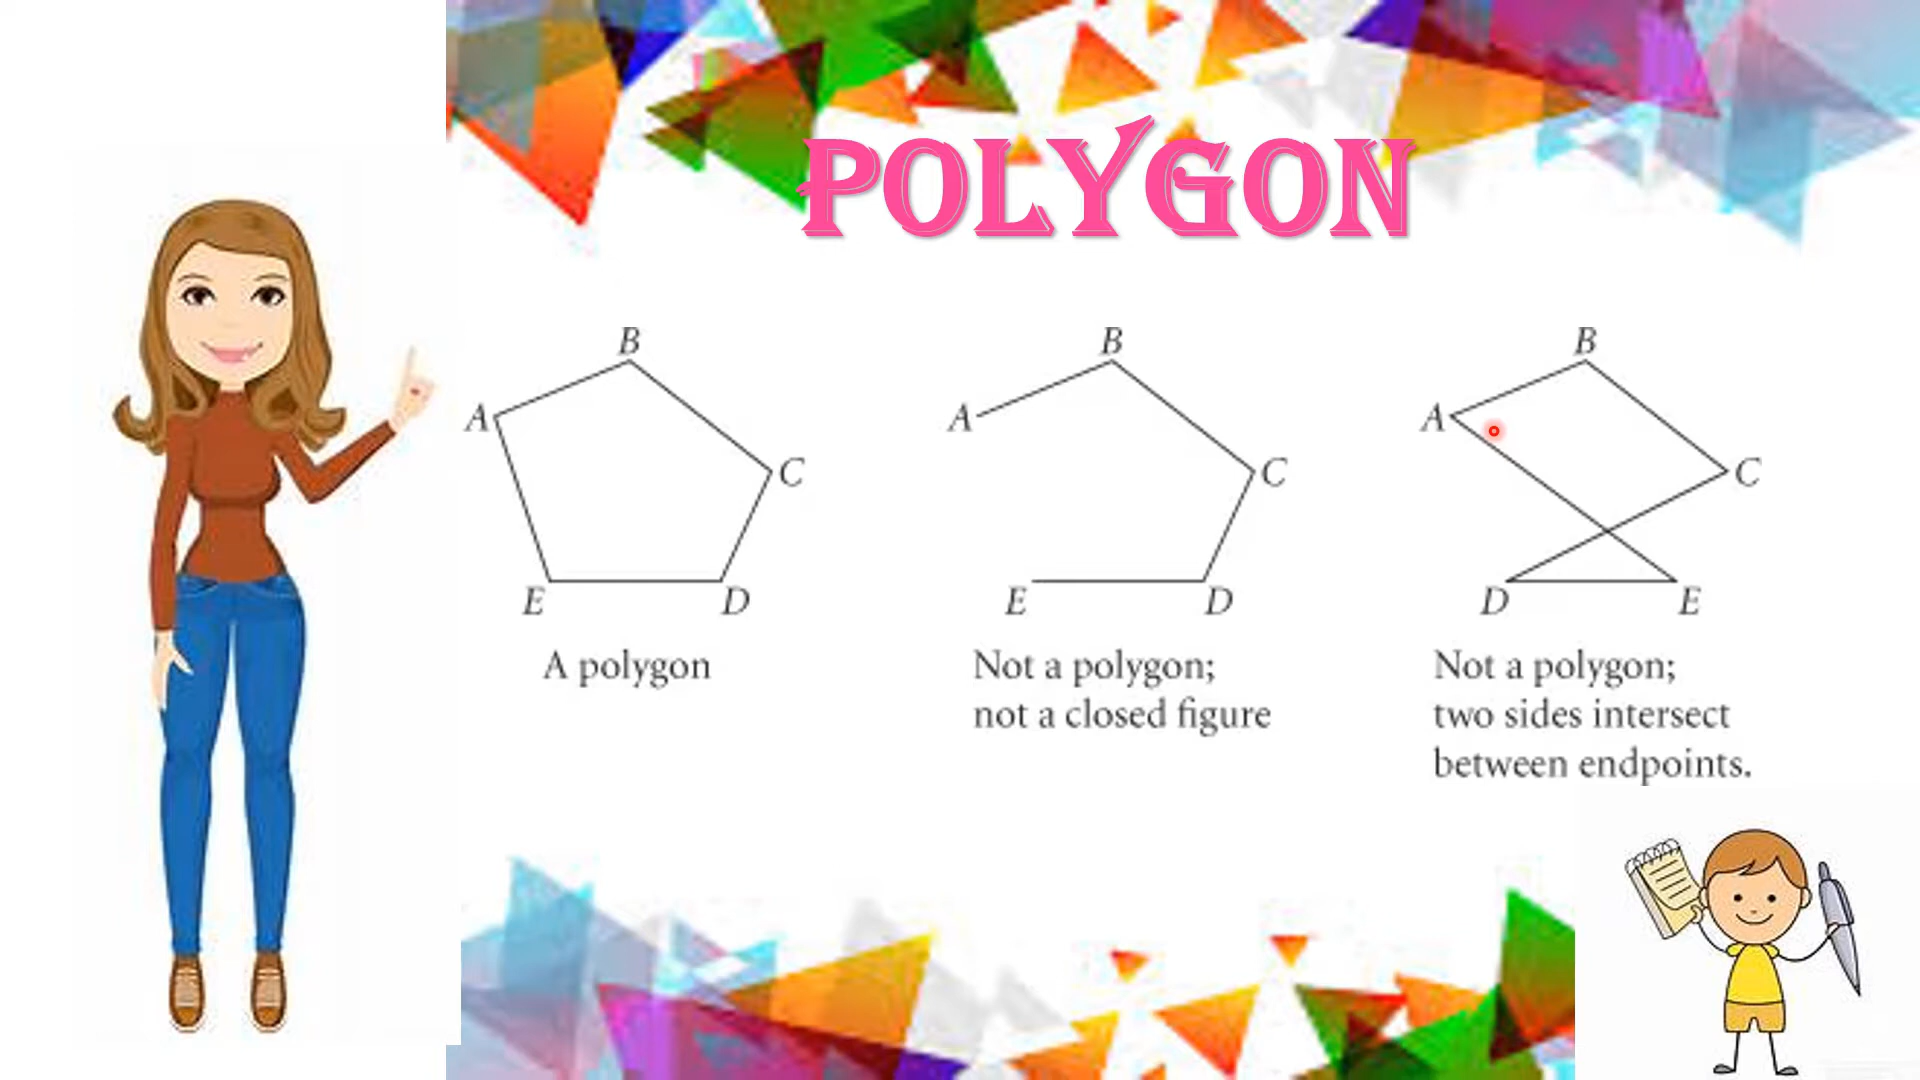 POLYGON
B
A
C
E
D
A polygon
B
A
C
E
D
Not a polygon;
not a closed figure
B
A
C
D
E
Not a polygon;
two sides intersect
between endpoints.